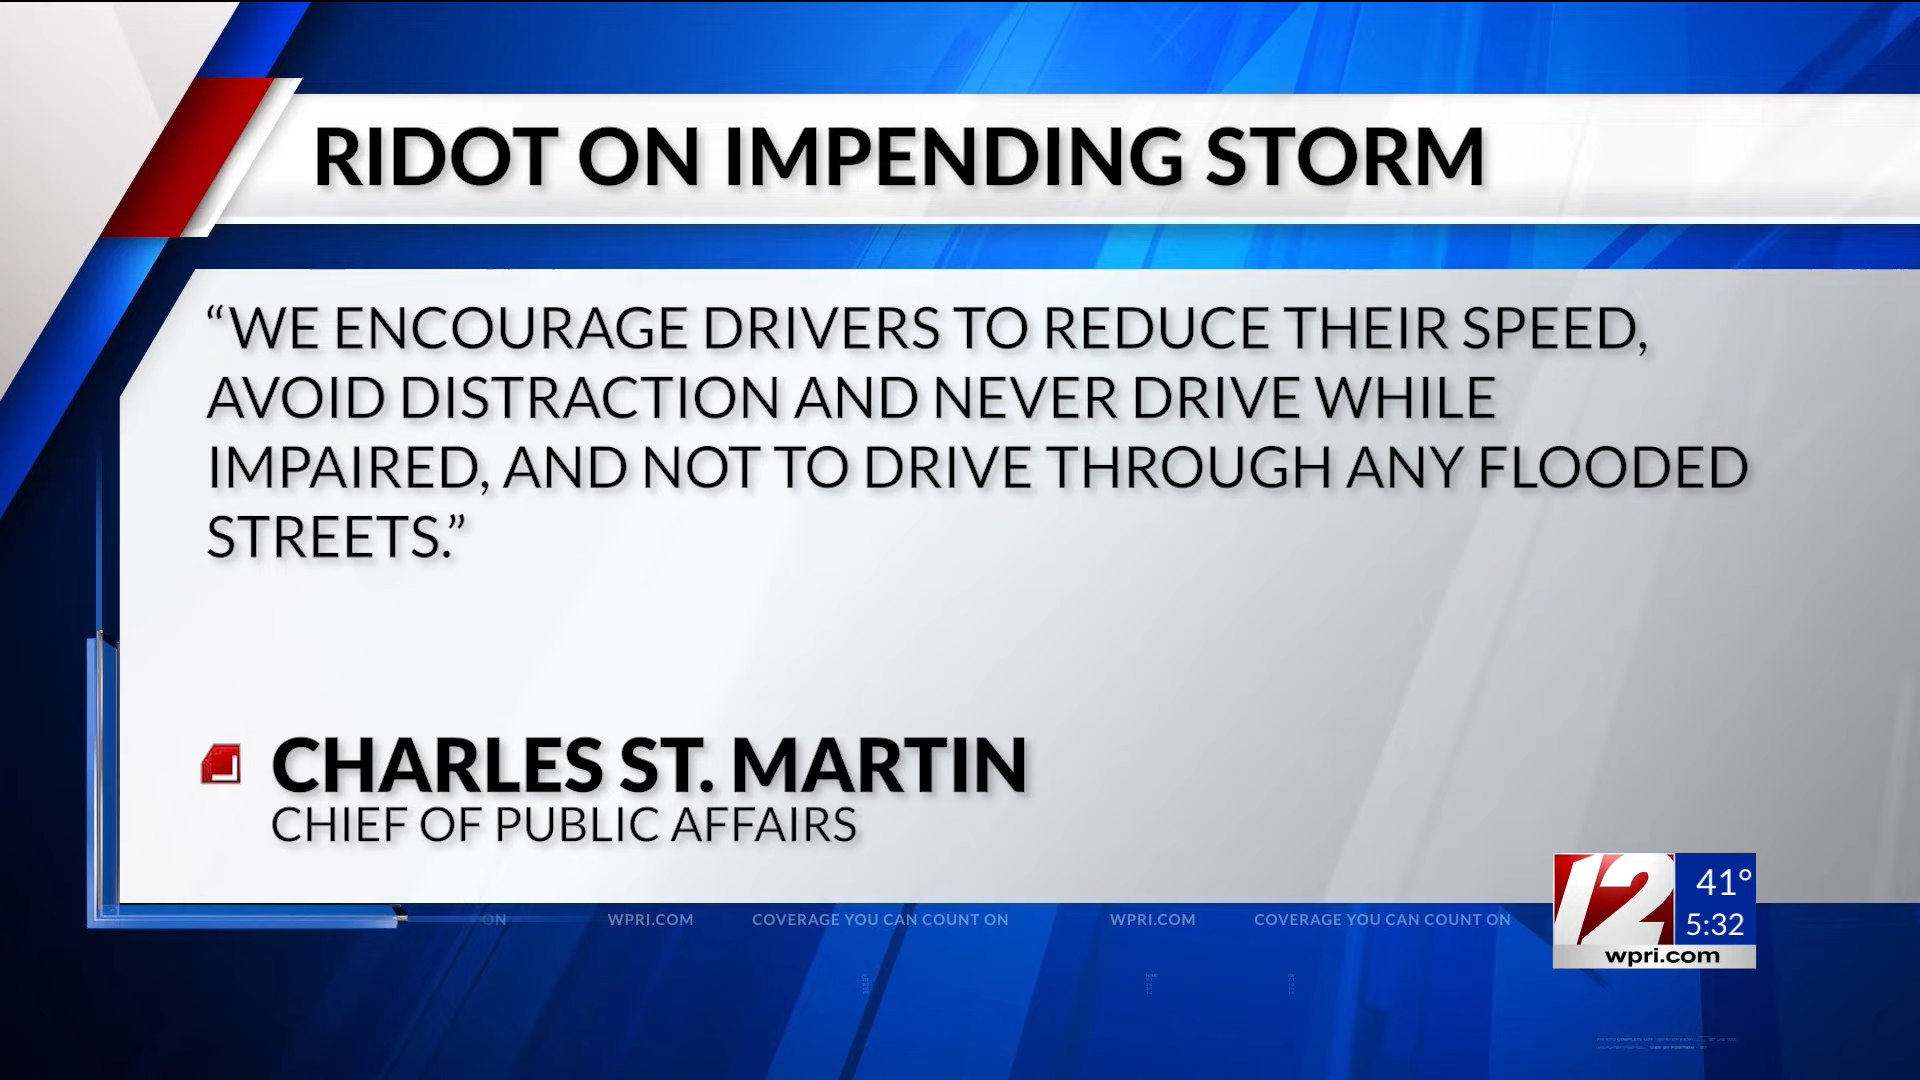 RIDOT ON IMPENDING STORM
“WE ENCOURAGE DRIVERS TO REDUCE THEIR SPEED,
AVOID DISTRACTION AND NEVER DRIVE WHILE
IMPAIRED, AND NOT TO DRIVE THROUGH ANY FLOODED
STREETS.”
CHARLES ST. MARTIN
CHIEF OF PUBLIC AFFAIRS
ON WPRI.COM COVERAGE YOU CAN COUNT ON WPRI.COM COVERAGE YOU CAN COUNT ON
12 41°
5:32
wpri.com